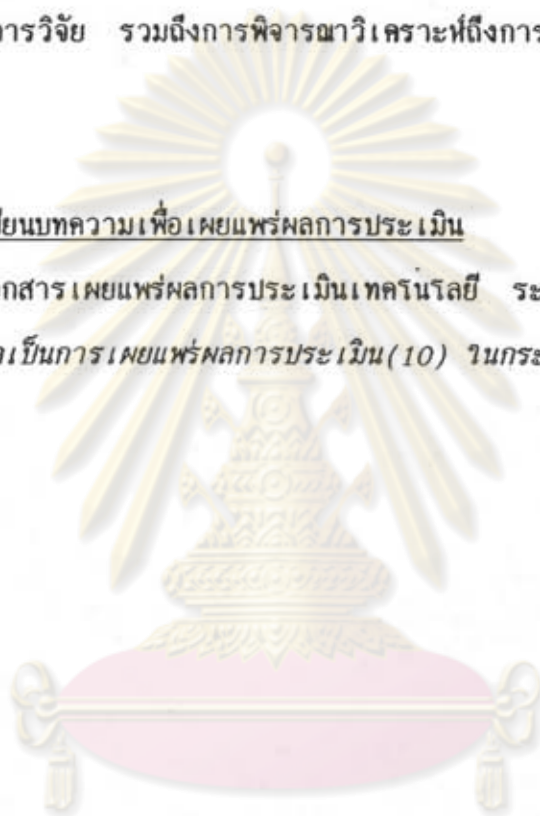 การวิจัย รวมถึงการพิจารณาวิเคราะห์ถึงการ
ยนบทความเพื่อเผยแพร่ผลการประเมิน
กสารเผยแพร่ผลการประเมินเทคโนโลยี ระ
เป็นการเผยแพร่ผลการประเมิน(10) ในกระ